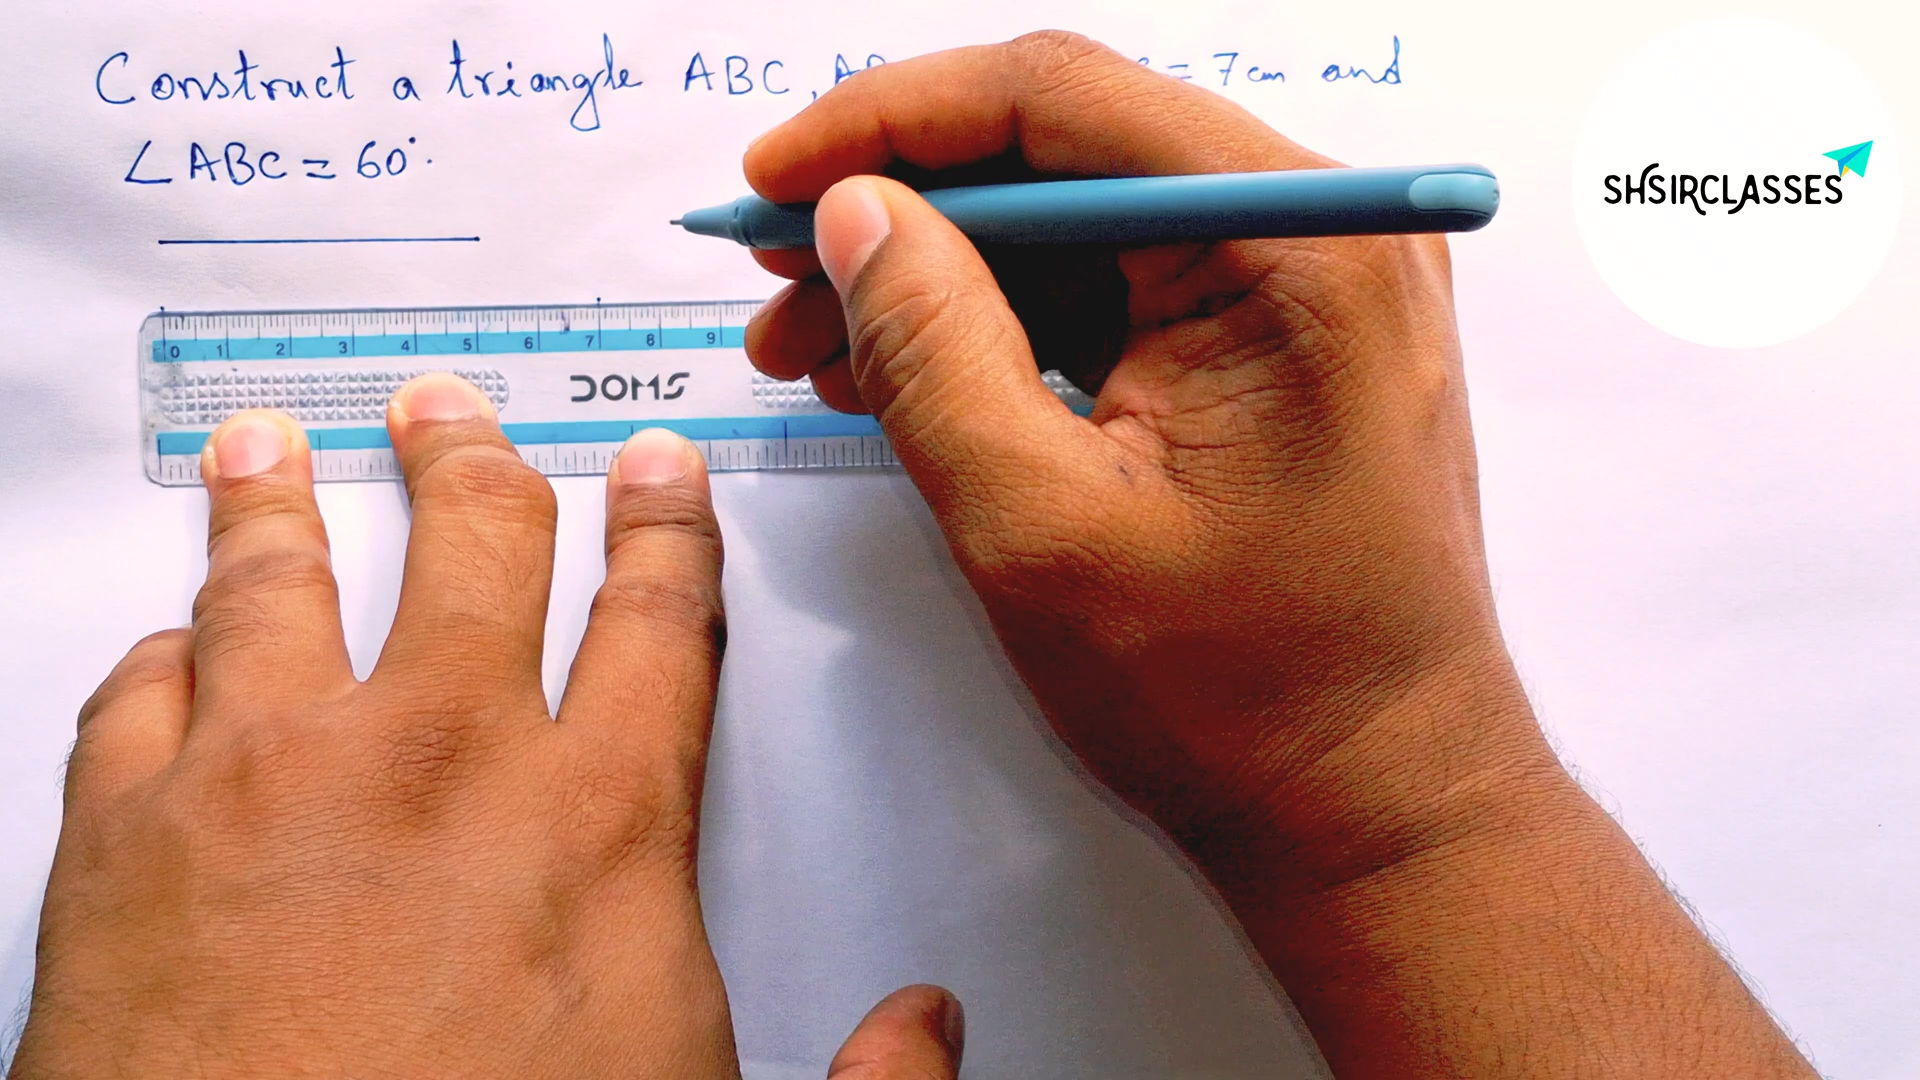 Construct a triangle ABC, = 7 cm and
∠ABC = 60°.
SHSIRCLASSES
0 1 2 3 4 5 6 7 8 9
DOMS